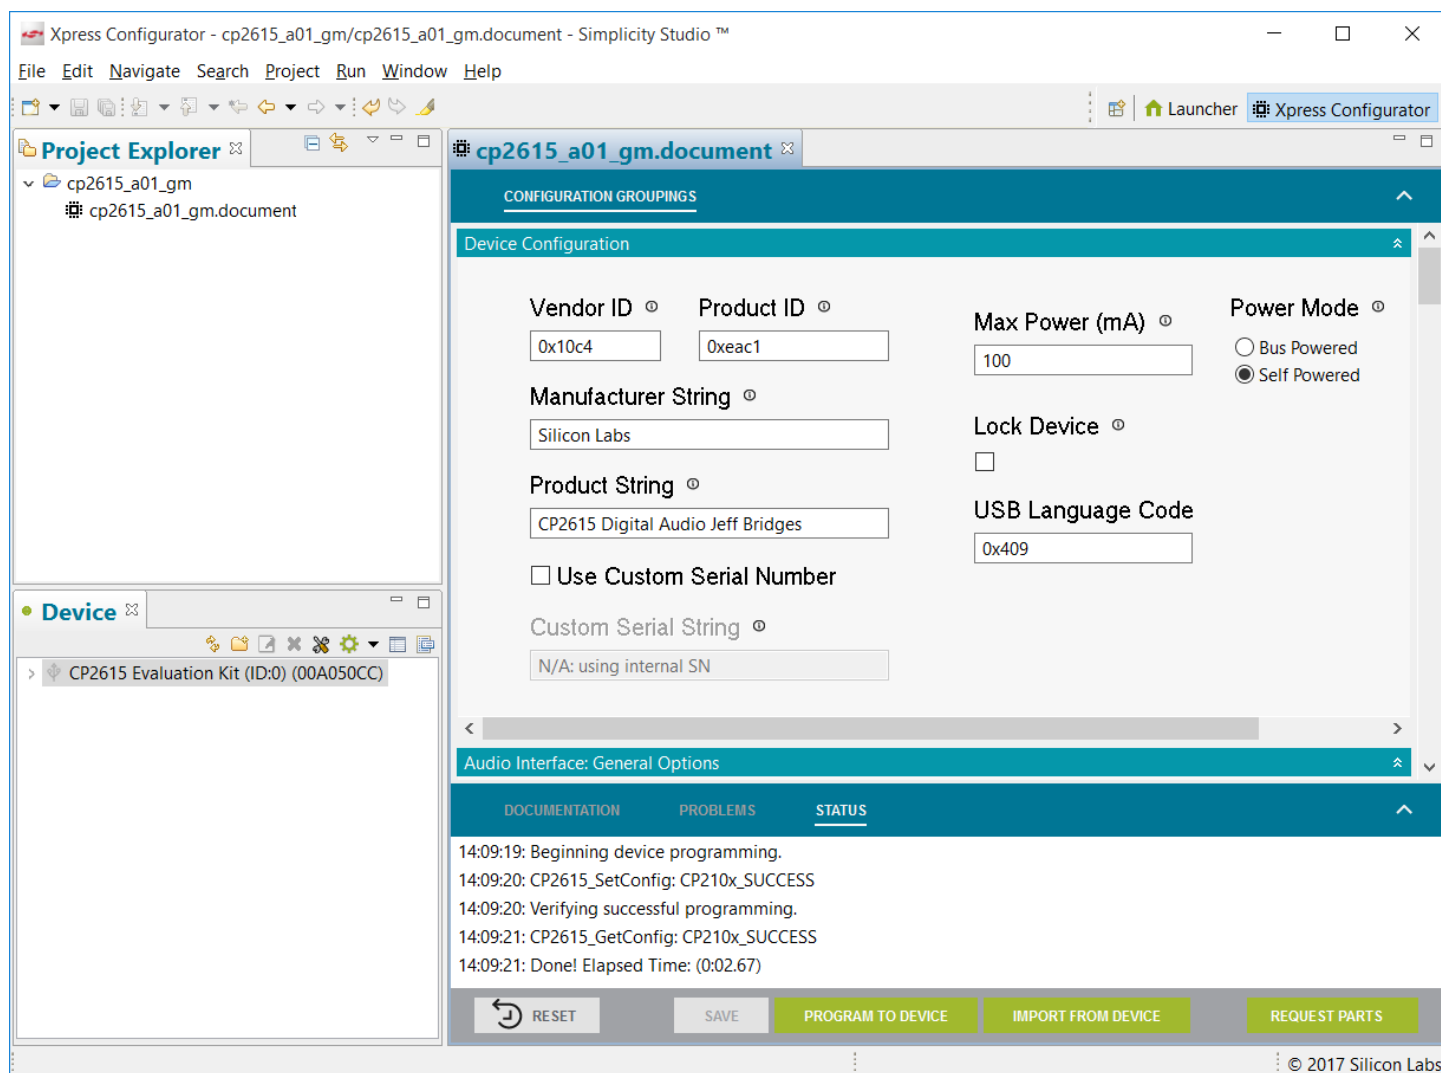 Xpress Configurator - cp2615_a01_gm/cp2615_a01_gm.document - Simplicity Studio ™
File Edit Navigate Search Project Run Window Help
Launcher Xpress Configurator
Project Explorer
cp2615_a01_gm
cp2615_a01_gm.document
Device
CP2615 Evaluation Kit (ID:0) (00A050CC)
cp2615_a01_gm.document
CONFIGURATION GROUPINGS
Device Configuration
Vendor ID Product ID
0x10c4 0xeac1
Manufacturer String
Silicon Labs
Product String
CP2615 Digital Audio Jeff Bridges
Use Custom Serial Number
Custom Serial String
N/A: using internal SN
Max Power (mA)
100
Lock Device
USB Language Code
0x409
Power Mode
Bus Powered
Self Powered
Audio Interface: General Options
DOCUMENTATION PROBLEMS STATUS
14:09:19: Beginning device programming.
14:09:20: CP2615_SetConfig: CP210x_SUCCESS
14:09:20: Verifying successful programming.
14:09:21: CP2615_GetConfig: CP210x_SUCCESS
14:09:21: Done! Elapsed Time: (0:02.67)
RESET SAVE PROGRAM TO DEVICE IMPORT FROM DEVICE REQUEST PARTS
© 2017 Silicon Labs